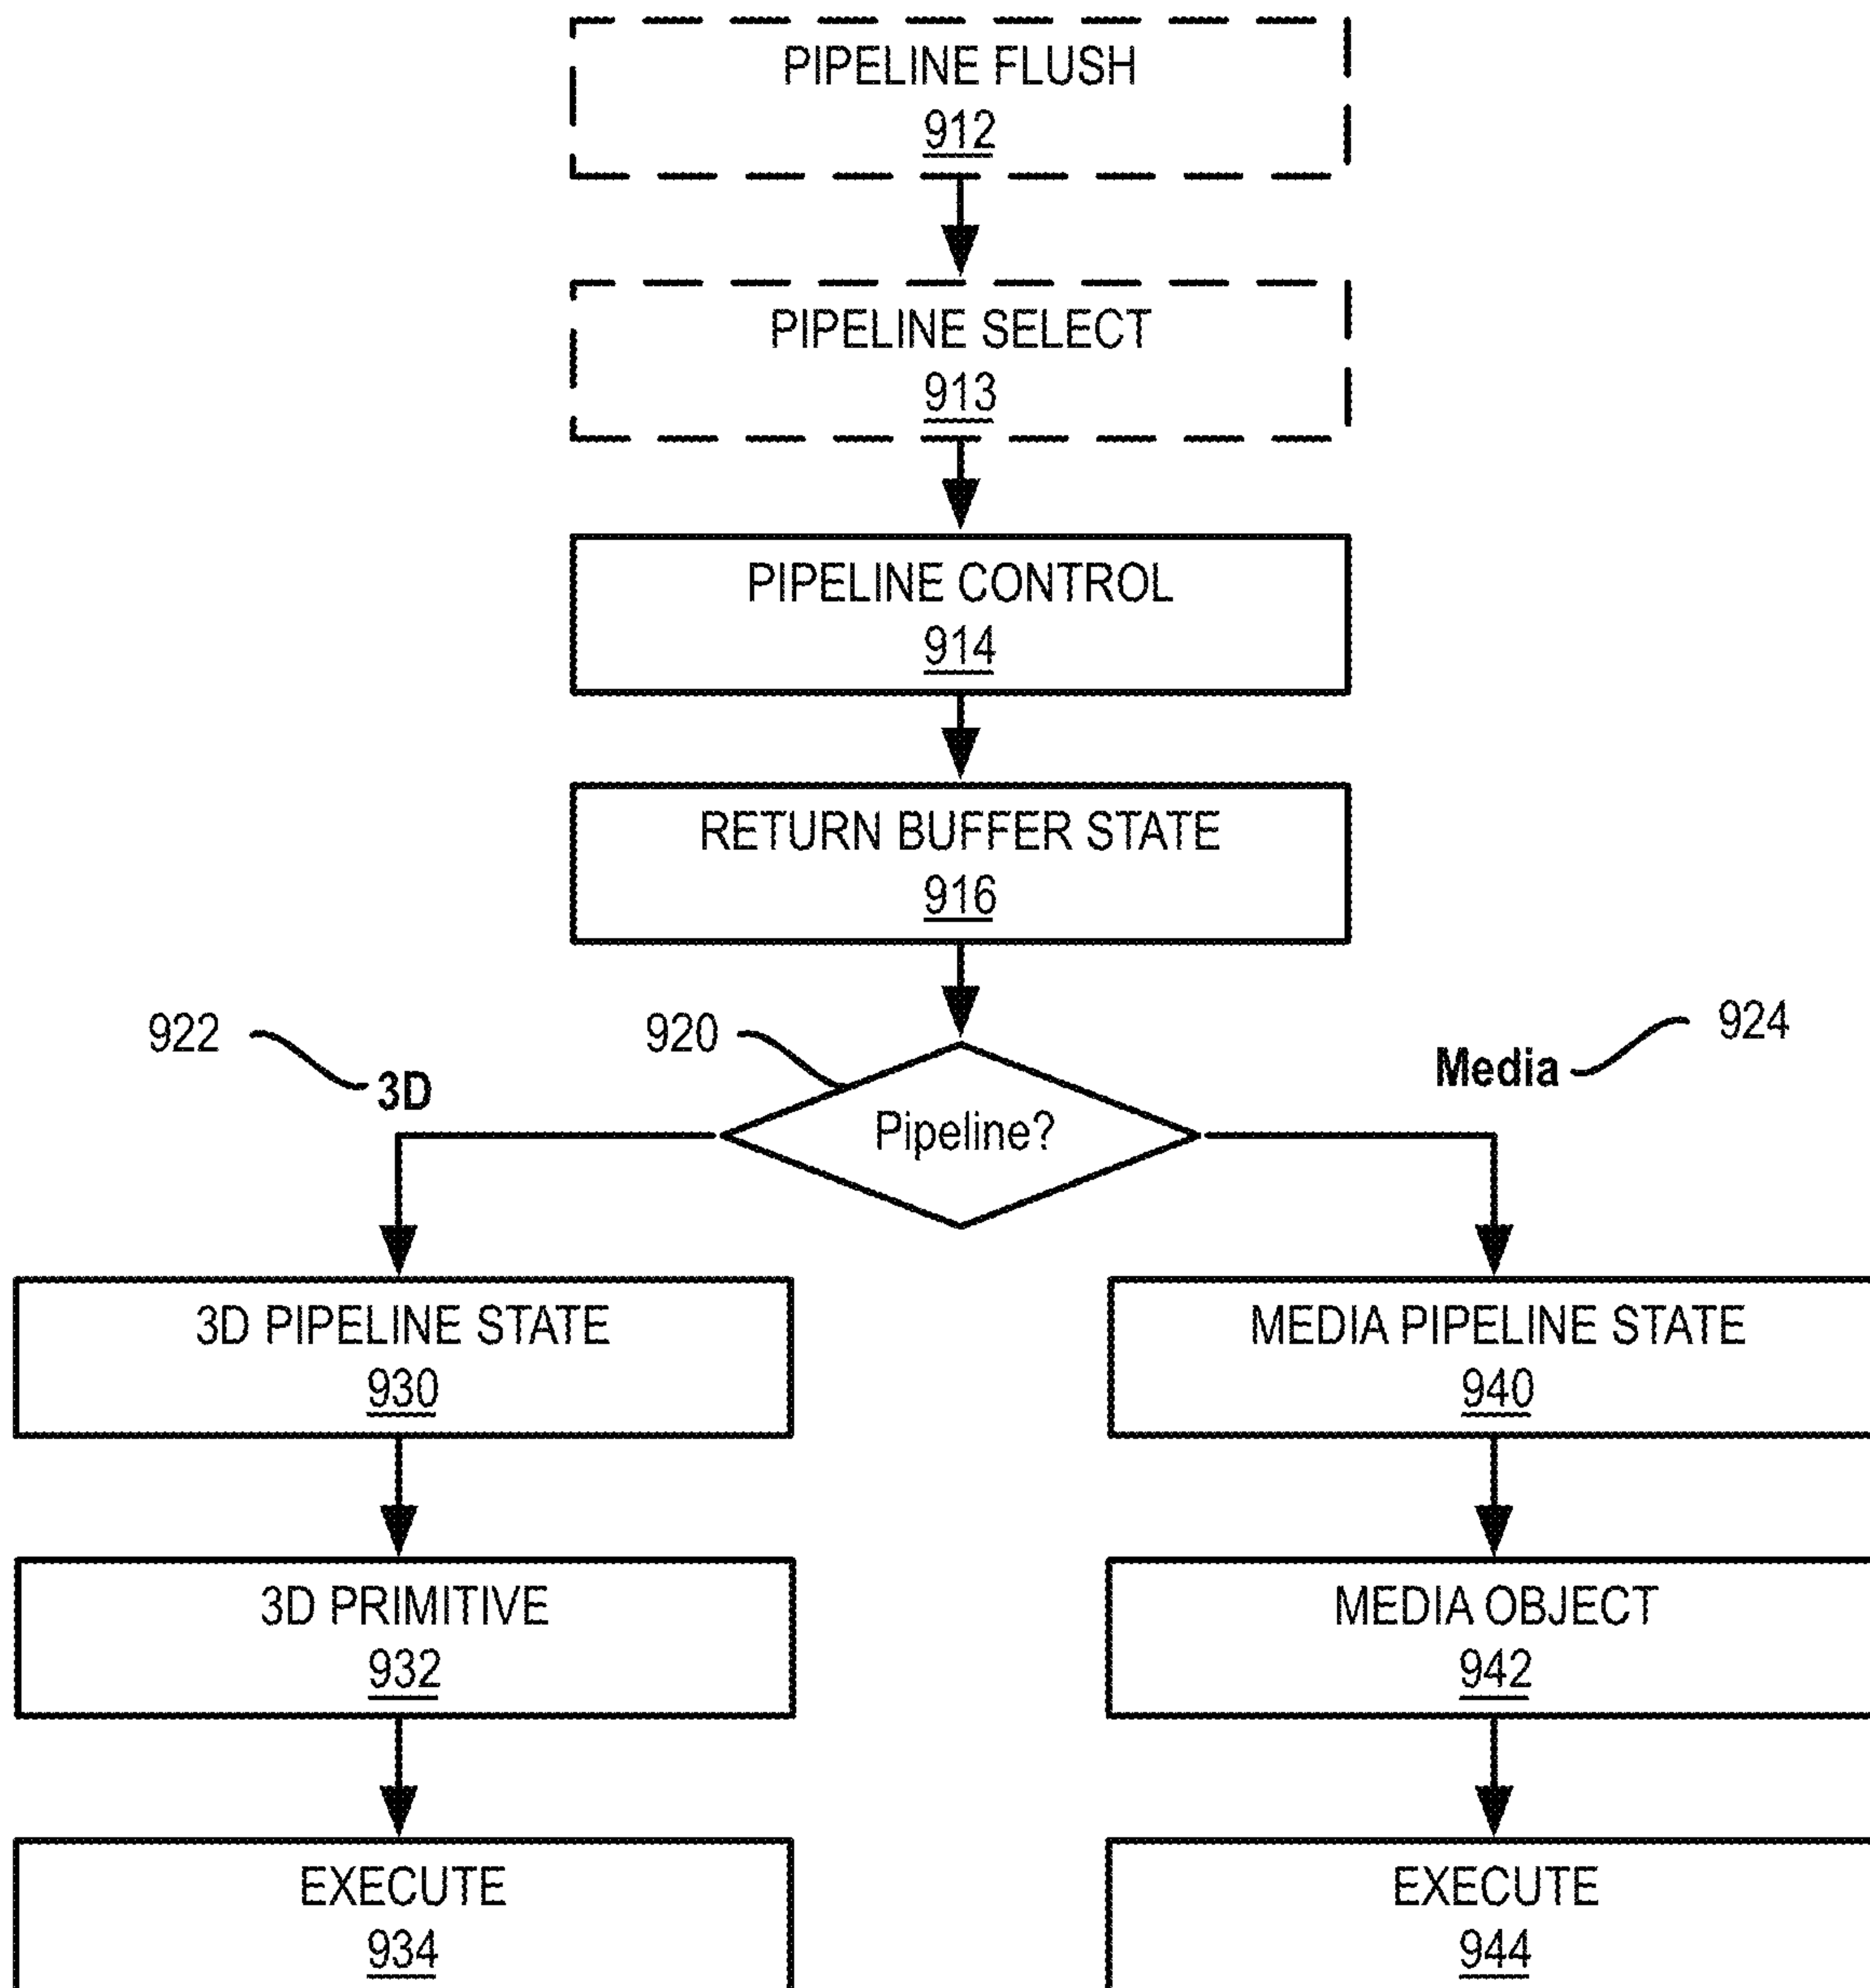 PIPELINE FLUSH
912
PIPELINE SELECT
913
PIPELINE CONTROL
914
RETURN BUFFER STATE
916
922
920
924
3D
Media
Pipeline?
3D PIPELINE STATE
930
MEDIA PIPELINE STATE
940
3D PRIMITIVE
932
MEDIA OBJECT
942
EXECUTE
934
EXECUTE
944